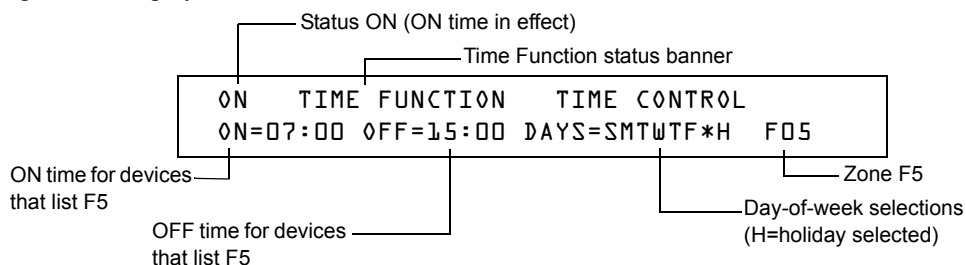 Status ON (ON time in effect)
Time Function status banner
ON TIME FUNCTION TIME CONTROL
ON=07:00 OFF=15:00 DAYS=SMTWTF*H F05
ON time for devices
that list F5
Zone F5
OFF time for devices
that list F5
Day-of-week selections
(H=holiday selected)